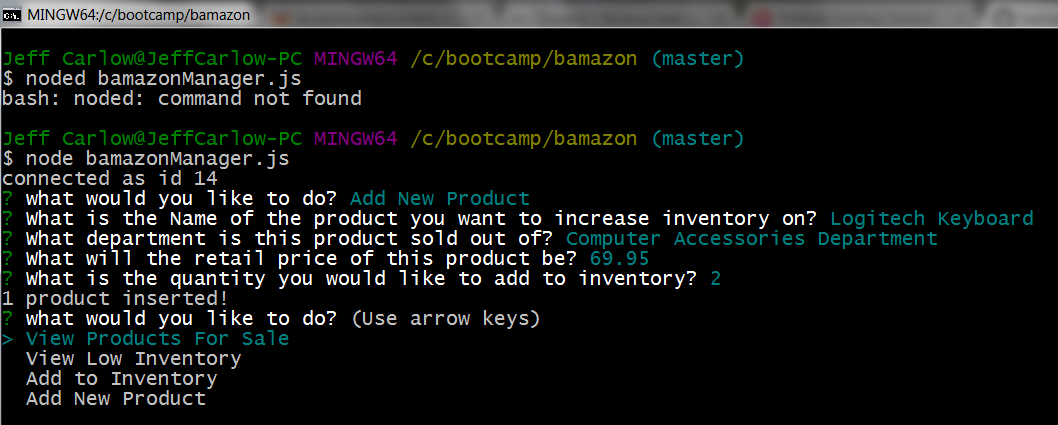 MINGW64:/c/bootcamp/bamazon
Jeff Carlow@JeffCarlow-PC MINGW64 /c/bootcamp/bamazon (master)
$ noded bamazonManager.js
bash: noded: command not found
Jeff Carlow@JeffCarlow-PC MINGW64 /c/bootcamp/bamazon (master)
$ node bamazonManager.js
connected as id 14
? what would you like to do? Add New Product
? What is the Name of the product you want to increase inventory on? Logitech Keyboard
? What department is this product sold out of? Computer Accessories Department
? What will the retail price of this product be? 69.95
? What is the quantity you would like to add to inventory? 2
1 product inserted!
? what would you like to do? (Use arrow keys)
> View Products For Sale
View Low Inventory
Add to Inventory
Add New Product